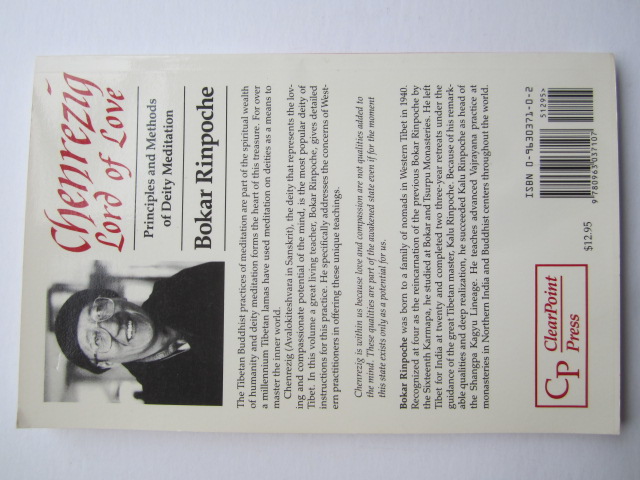 Chenrezig
Lord of Love
Principles and Methods
of Deity Meditation
Bokar Rinpoche
The Tibetan Buddhist practices of meditation are part of the spiritual wealth
of humanity and deity meditation forms the heart of this treasure. For over
a millennium Tibetan lamas have used meditation on deities as a means to
master the inner world.
Chenrezig (Avalokiteshvara in Sanskrit), the deity that represents the lov-
ing and compassionate potential of the mind, is the most popular deity of
Tibet. In this volume a great living teacher, Bokar Rinpoche, gives detailed
instructions for this practice. He specifically addresses the concerns of West-
ern practitioners in offering these unique teachings.
Chenrezig is within us because love and compassion are not qualities added to
the mind. These qualities are part of the awakened state even if for the moment
this state exists only as a potential for us.
Bokar Rinpoche was born to a family of nomads in Western Tibet in 1940.
Recognized at four as the reincarnation of the previous Bokar Rinpoche by
the Sixteenth Karmapa, he studied at Bokar and Tsurpu Monasteries. He left
Tibet for India at twenty and completed two three-year retreats under the
guidance of the great Tibetan master, Kalu Rinpoche. Because of his remark-
able qualities and deep realization, he succeeded Kalu Rinpoche as head of
the Shangpa Kagyu Lineage. He teaches advanced Vajrayana practice at
monasteries in Northern India and Buddhist centers throughout the world.
CP
ClearPoint
Press
$12.95
ISBN 0-9630371-0-2
51295>
9 780963 037107